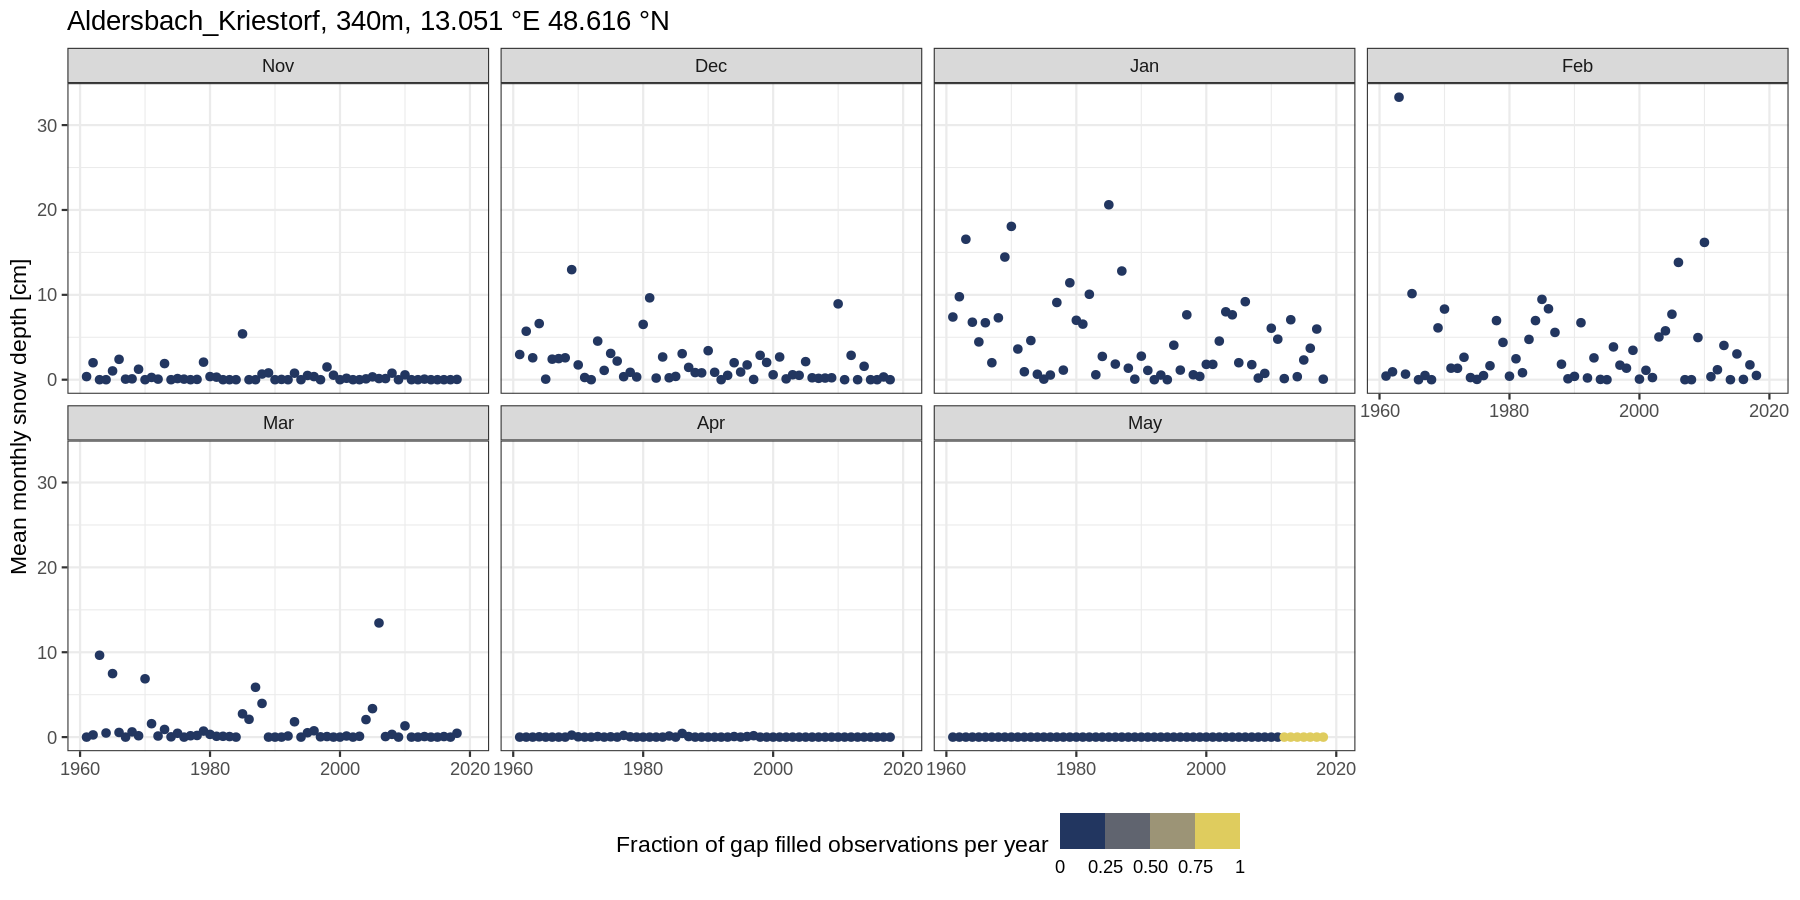 Aldersbach_Kriestorf, 340m, 13.051 °E 48.616 °N
Nov Dec Jan Feb
30
20
10
0
1960 1980 2000 2020
Mean monthly snow depth [cm]
Mar Apr May
30
20
10
0
1960 1980 2000 2020 1960 1980 2000 2020 1960 1980 2000 2020
Fraction of gap filled observations per year
0 0.25 0.50 0.75 1